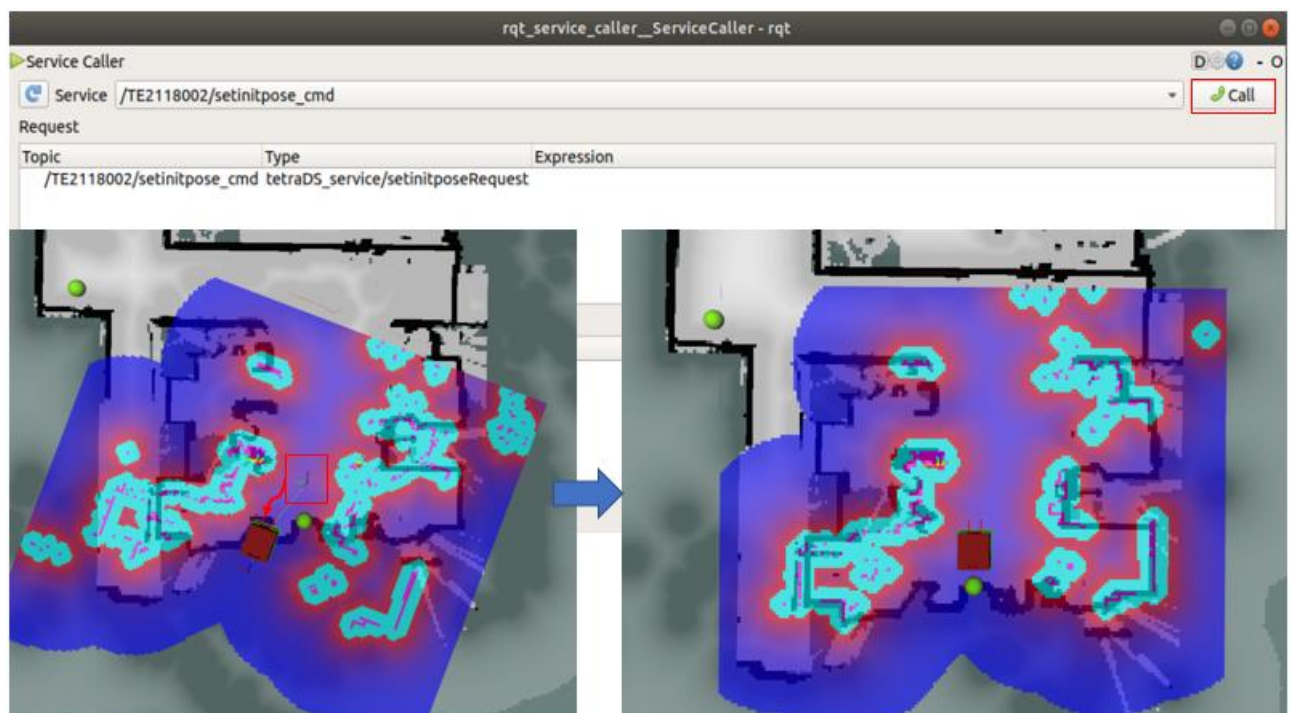 rqt_service_caller__ServiceCaller - rqt
Service Caller D - O
Service /TE2118002/setinitpose_cmd Call
Request
Topic Type Expression
/TE2118002/setinitpose_cmd tetraDS_service/setinitposeRequest